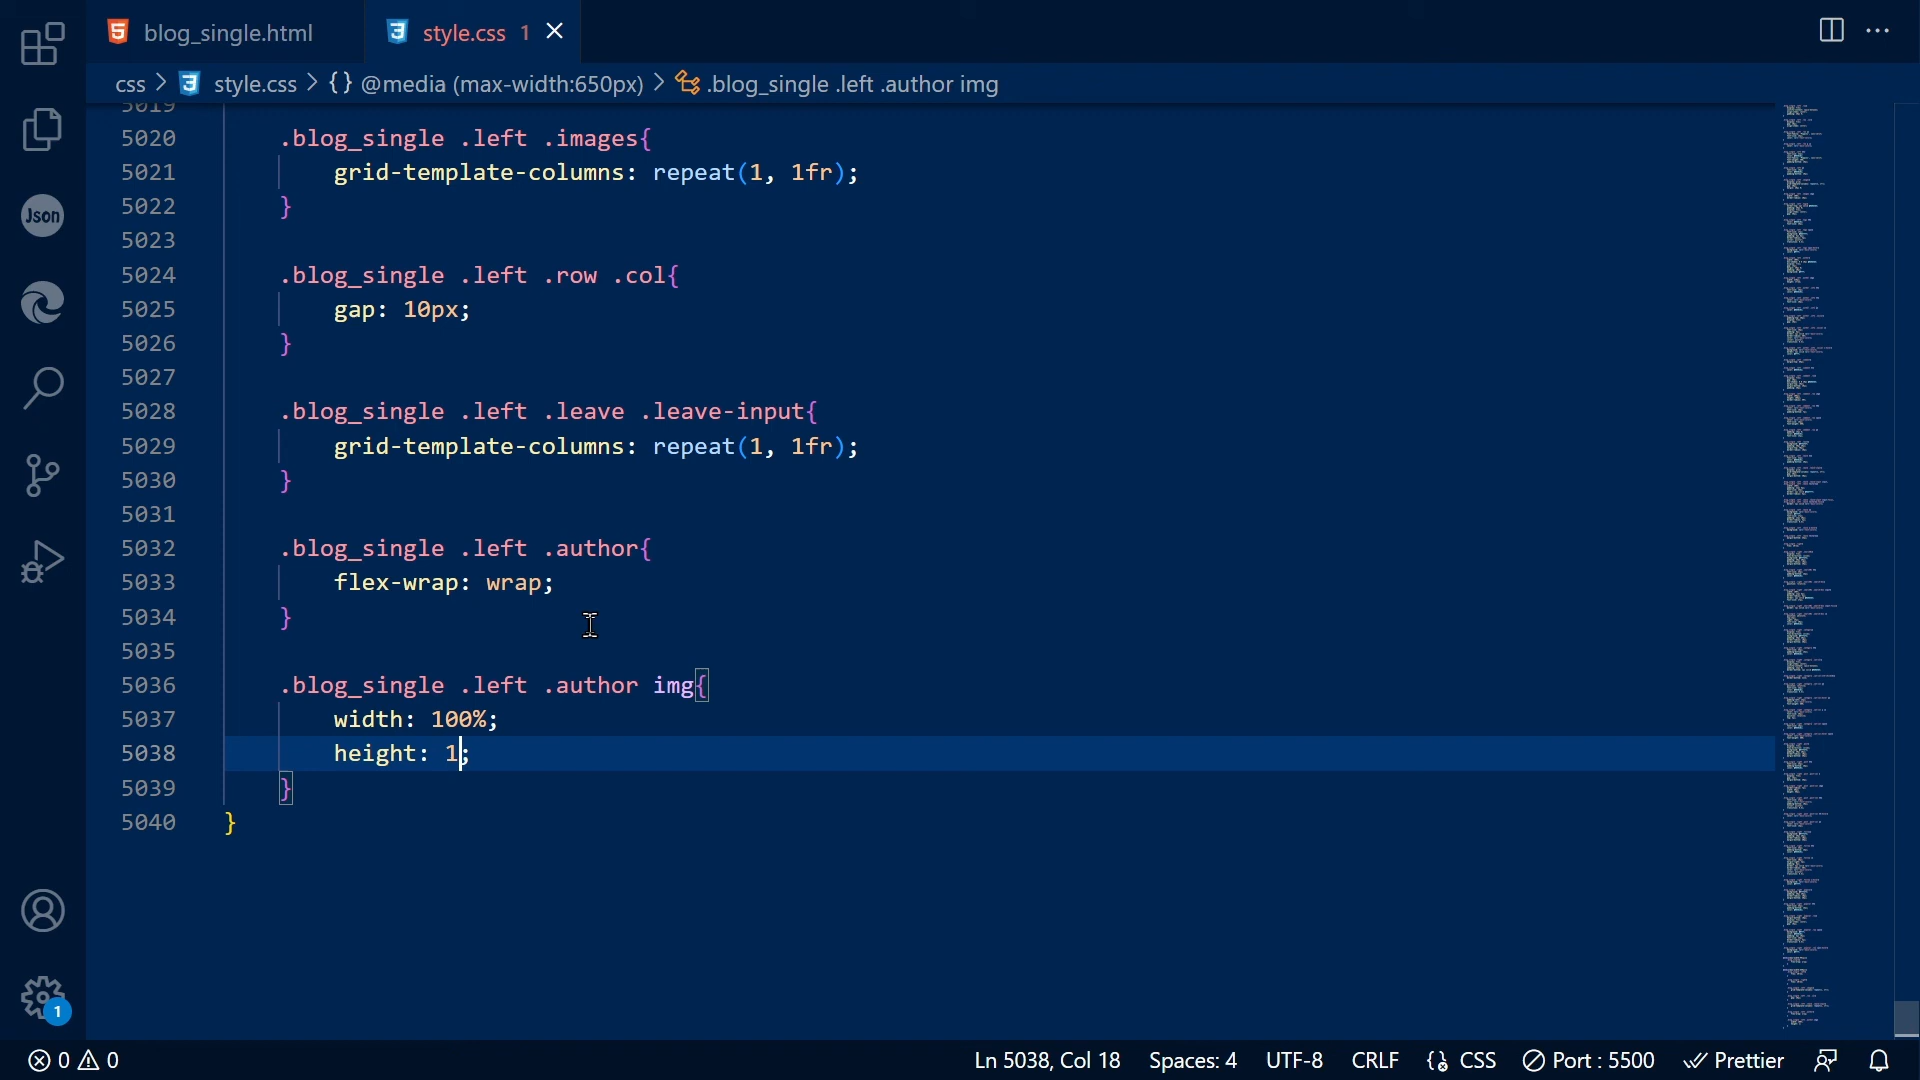 blog_single.html
style.css 1
css > style.css > {} @media (max-width:650px) > .blog_single .left .author img
5019
5020 .blog_single .left .images{
5021 grid-template-columns: repeat(1, 1fr);
5022 }
5023
5024 .blog_single .left .row .col{
5025 gap: 10px;
5026 }
5027
5028 .blog_single .left .leave .leave-input{
5029 grid-template-columns: repeat(1, 1fr);
5030 }
5031
5032 .blog_single .left .author{
5033 flex-wrap: wrap;
5034 }
5035
5036 .blog_single .left .author img{
5037 width: 100%;
5038 height: 1;
5039 }
5040 }
Json
1
0 0 Ln 5038, Col 18 Spaces: 4 UTF-8 CRLF {} CSS Port : 5500 Prettier